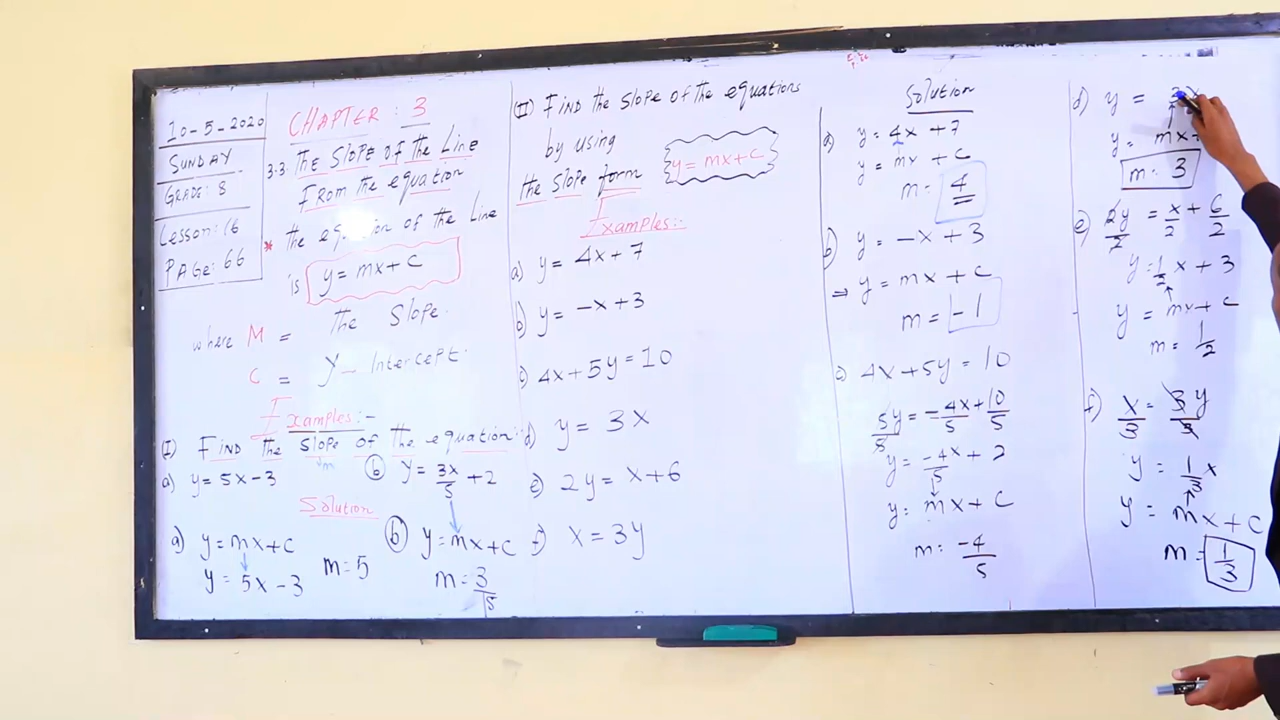 10-5-2020
SUNDAY
GRADE: 8
Lesson: 16
PAGE: 66
CHAPTER: 3
3.3. THE SLOPE OF the Line
FROM the equation
* the equation of the Line
is y = mx + c
where M = the Slope.
C = Y-Intercept.
Examples:-
(I) FIND the slope of the equation:-
m
a) y = 5x - 3
(b) y = 3x/5 + 2
Solution
a) y = mx + c
y = 5x - 3
m = 5
(b) y = mx + c
m = 3/5
(II) FIND the SLOPE OF the equations
by using
the Slope form
y = mx + c
Examples:-
a) y = 4x + 7
b) y = -x + 3
c) 4x + 5y = 10
d) y = 3x
e) 2y = x + 6
f) x = 3y
Solution
a) y = 4x + 7
y = mx + c
m = 4
b) y = -x + 3
⇒ y = mx + c
m = -1
c) 4x + 5y = 10
5y/5 = -4x/5 + 10/5
y = -4/5 x + 2
y = mx + c
m = -4/5
d) y = 3x
y = mx +
m = 3
e) 2y/2 = x/2 + 6/2
y = 1/2 x + 3
y = mx + c
m = 1/2
f) x/3 = 3y/3
y = 1/3 x
y = mx + c
m = 1/3